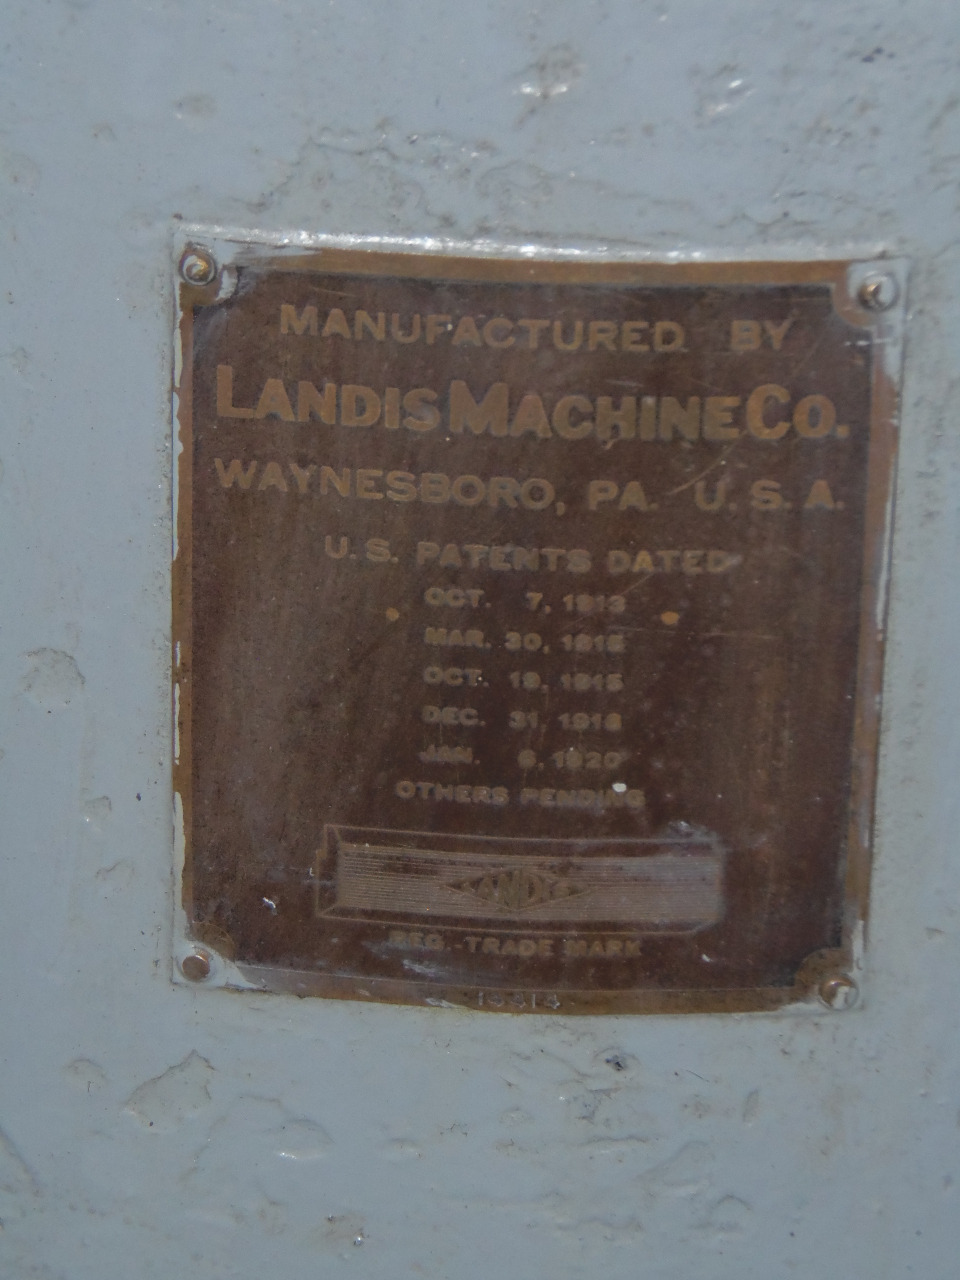 MANUFACTURED BY
LANDIS MACHINE CO.
WAYNESBORO, PA. U. S. A.
U. S. PATENTS DATED
OCT. 7, 1913
MAR. 30, 1915
OCT. 19, 1915
DEC. 31, 1918
JAN. 6, 1920
OTHERS PENDING
LANDIS
REG. TRADE MARK
14414